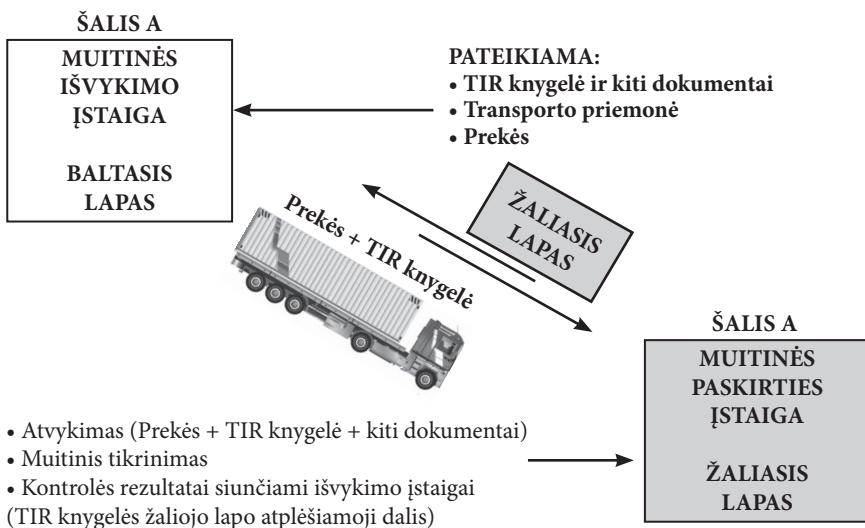 ŠALIS A
MUITINĖS
IŠVYKIMO
ĮSTAIGA
BALTASIS
LAPAS
PATEIKIAMA:
• TIR knygelė ir kiti dokumentai
• Transporto priemonė
• Prekės
ŽALIASIS
LAPAS
Prekės + TIR knygelė
ŠALIS A
MUITINĖS
PASKIRTIES
ĮSTAIGA
ŽALIASIS
LAPAS
• Atvykimas (Prekės + TIR knygelė + kiti dokumentai)
• Muitinis tikrinimas
• Kontrolės rezultatai siunčiami išvykimo įstaigai
(TIR knygelės žaliojo lapo atplėšiamoji dalis)